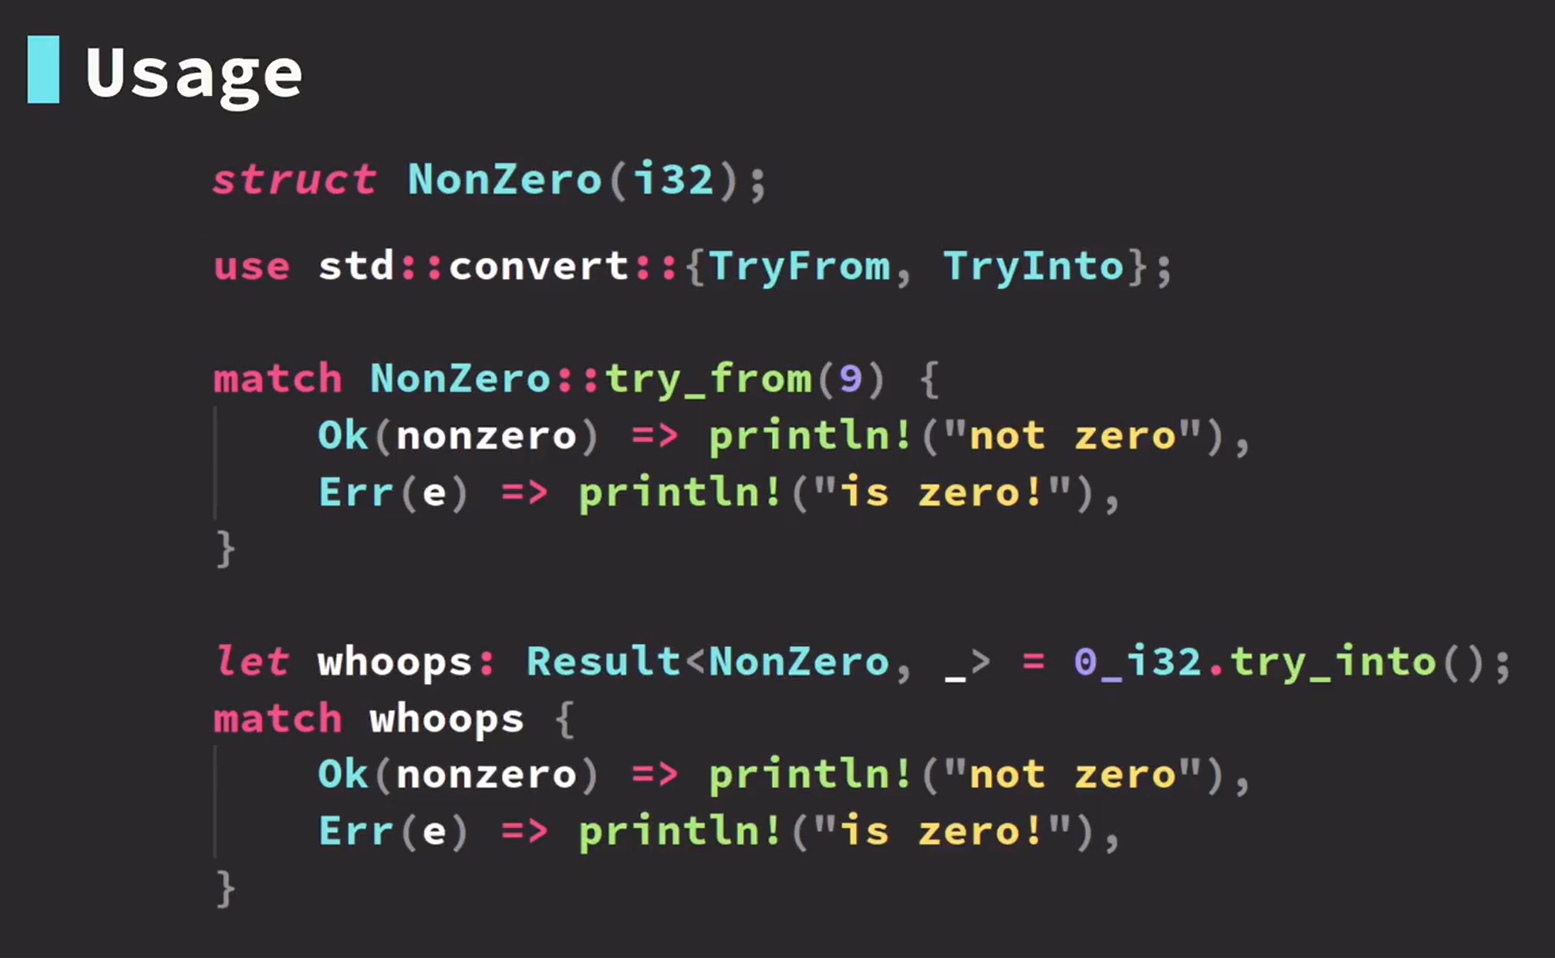 Usage
struct NonZero(i32);
use std::convert::{TryFrom, TryInto};
match NonZero::try_from(9) {
    Ok(nonzero) => println!("not zero"),
    Err(e) => println!("is zero!"),
}
let whoops: Result<NonZero, _> = 0_i32.try_into();
match whoops {
    Ok(nonzero) => println!("not zero"),
    Err(e) => println!("is zero!"),
}